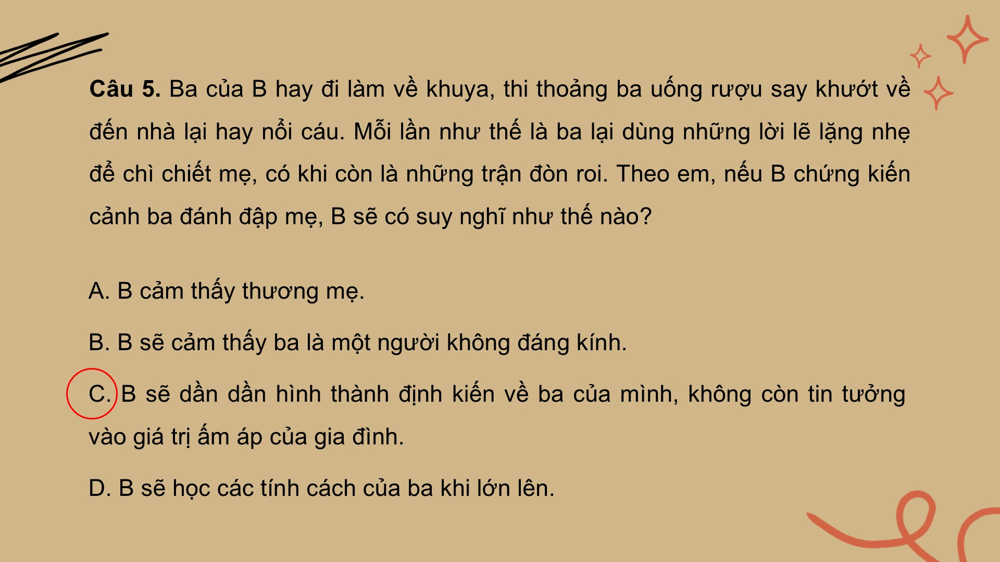 Câu 5. Ba của B hay đi làm về khuya, thi thoảng ba uống rượu say khướt về
đến nhà lại hay nổi cáu. Mỗi lần như thế là ba lại dùng những lời lẽ lặng nhẹ
để chì chiết mẹ, có khi còn là những trận đòn roi. Theo em, nếu B chứng kiến
cảnh ba đánh đập mẹ, B sẽ có suy nghĩ như thế nào?
A. B cảm thấy thương mẹ.
B. B sẽ cảm thấy ba là một người không đáng kính.
C. B sẽ dần dần hình thành định kiến về ba của mình, không còn tin tưởng
vào giá trị ấm áp của gia đình.
D. B sẽ học các tính cách của ba khi lớn lên.